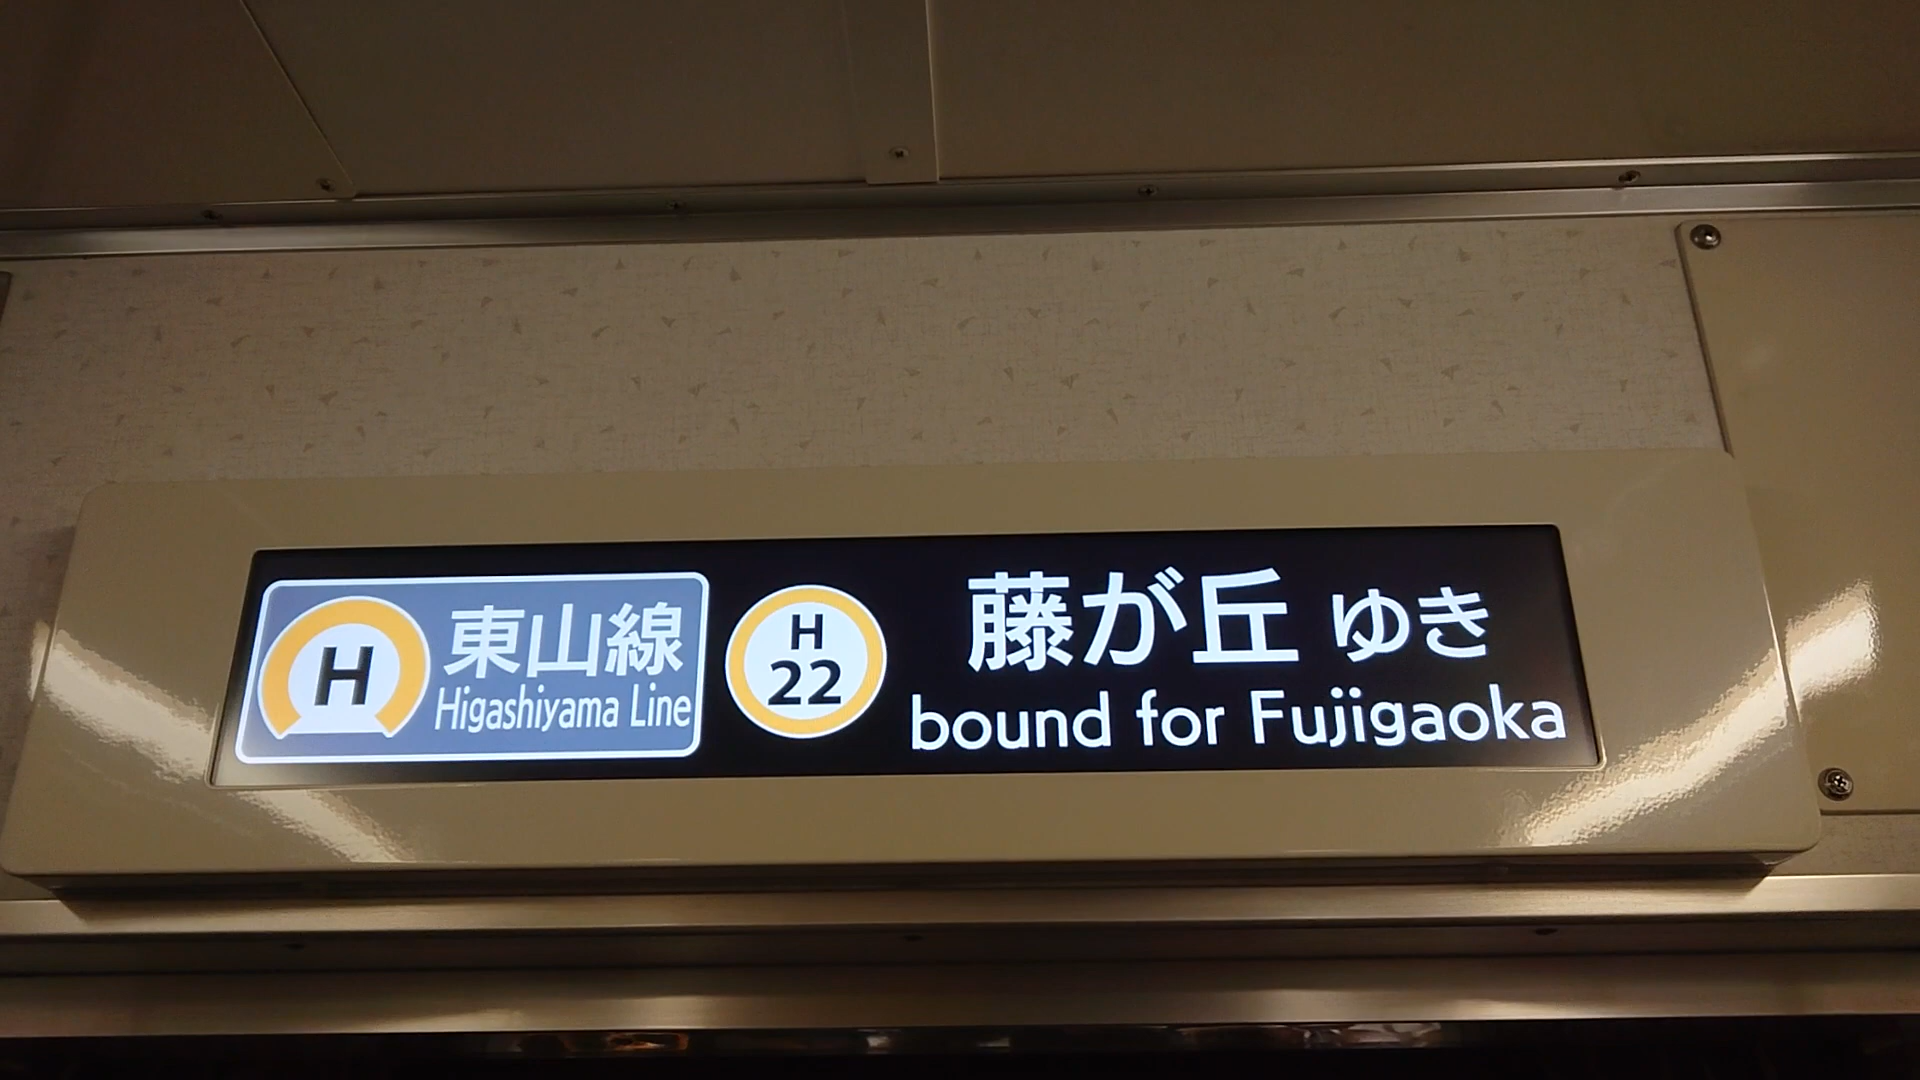 H
東山線
Higashiyama Line
H
22
藤が丘 ゆき
bound for Fujigaoka